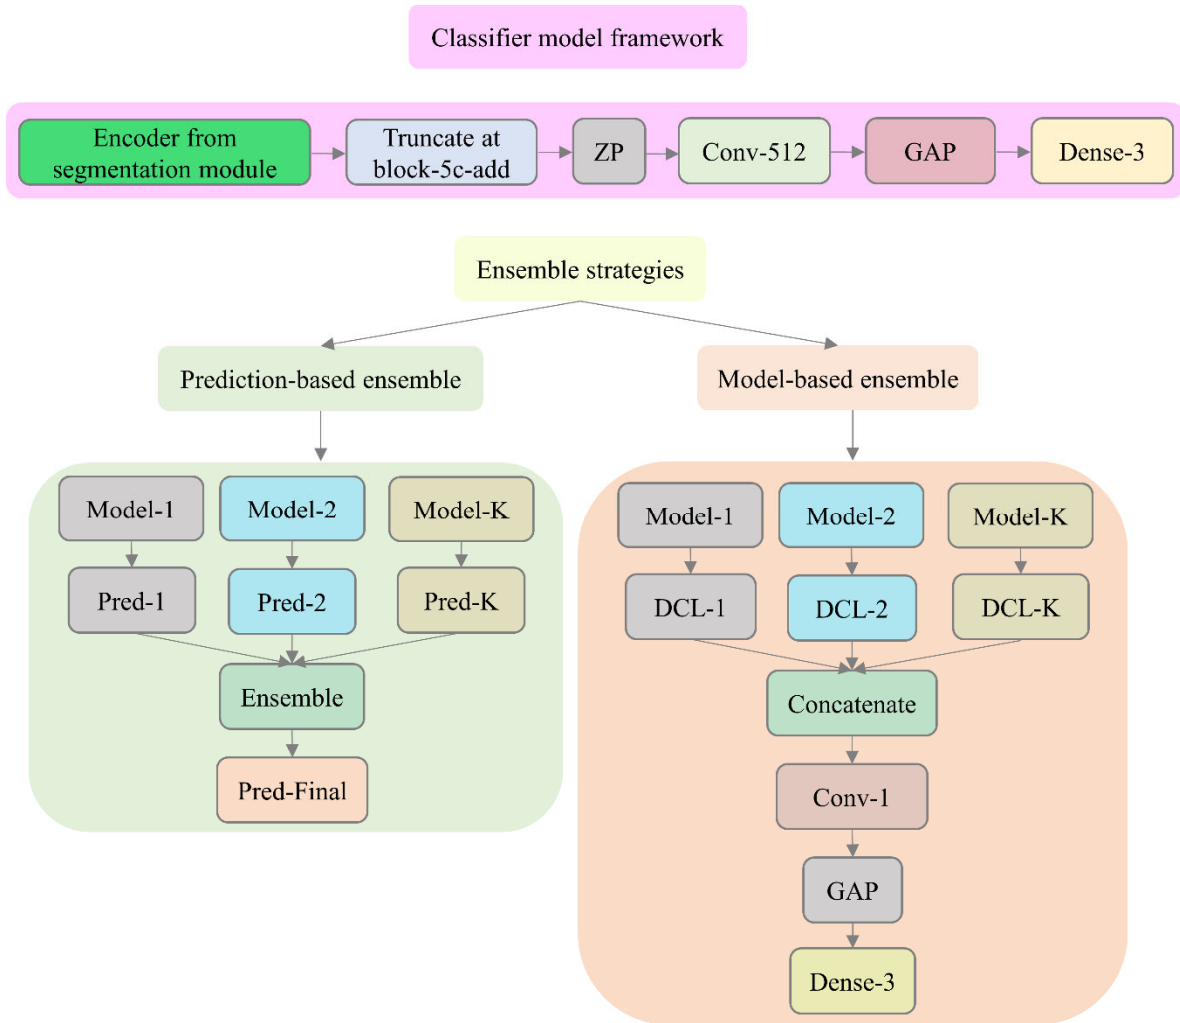 Classifier model framework
Encoder from
segmentation module
Truncate at
block-5c-add
ZP
Conv-512
GAP
Dense-3
Ensemble strategies
Prediction-based ensemble
Model-based ensemble
Model-1
Model-2
Model-K
Pred-1
Pred-2
Pred-K
Ensemble
Pred-Final
Model-1
Model-2
Model-K
DCL-1
DCL-2
DCL-K
Concatenate
Conv-1
GAP
Dense-3